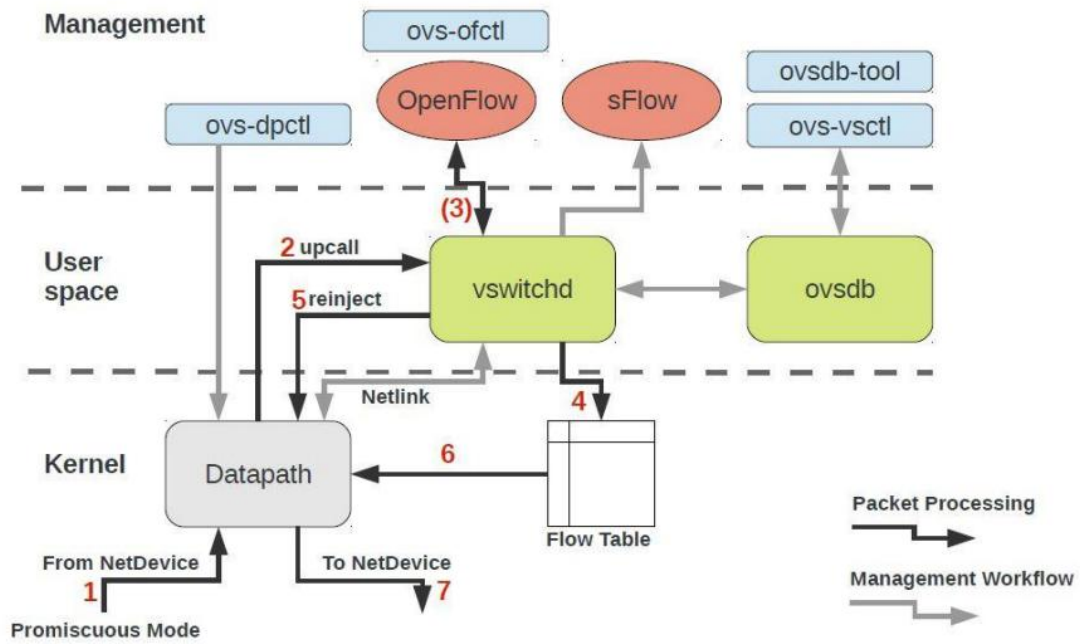 Management
ovs-ofctl
OpenFlow
sFlow
ovsdb-tool
ovs-dpctl
ovs-vsctl
(3)
User
space
2 upcall
5 reinject
vswitchd
ovsdb
Netlink
4
Kernel
Datapath
6
Flow Table
From NetDevice
1
Promiscuous Mode
To NetDevice
7
Packet Processing
Management Workflow